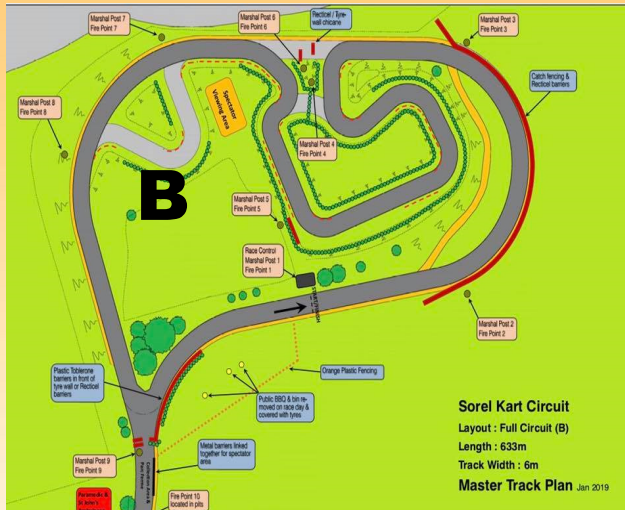 Marshal Post 7
Fire Point 7
Marshal Post 6
Fire Point 6
Recticel / Tyre-
wall chicane
Marshal Post 3
Fire Point 3
Catch fencing &
Recticel barriers
Marshal Post 8
Fire Point 8
Spectator
Viewing Area
Marshal Post 4
Fire Point 4
B
Marshal Post 5
Fire Point 5
Race Control
Marshal Post 1
Fire Point 1
START/FINISH
Marshal Post 2
Fire Point 2
Plastic Toblerone
barriers in front of
tyre wall or Recticel
barriers
Orange Plastic Fencing
Public BBQ & bin re-
moved on race day &
covered with tyres
Metal barriers linked
together for spectator
area
Marshal Post 9
Fire Point 9
Paramedic &
St John's
Fire Point 10
located in pits
Sorel Kart Circuit
Layout : Full Circuit (B)
Length : 633m
Track Width : 6m
Master Track Plan Jan 2019